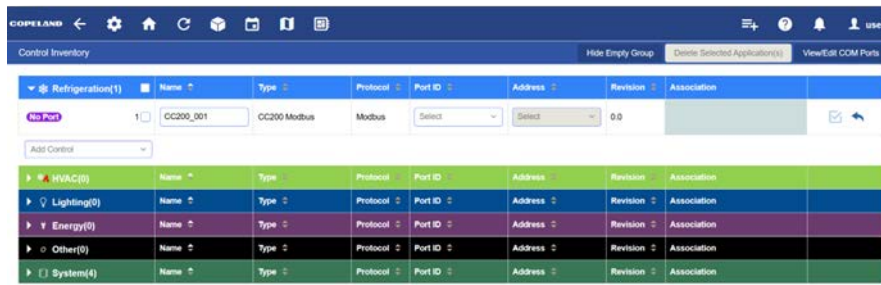 COPELAND
use
Control Inventory Hide Empty Group Delete Selected Application(s) View/Edit COM Ports
Refrigeration(1) Name Type Protocol Port ID Address Revision Association
No Port 1 CC200_001 CC200 Modbus Modbus Select Select 0.0
Add Control
HVAC(0) Name Type Protocol Port ID Address Revision Association
Lighting(0) Name Type Protocol Port ID Address Revision Association
Energy(0) Name Type Protocol Port ID Address Revision Association
Other(0) Name Type Protocol Port ID Address Revision Association
System(4) Name Type Protocol Port ID Address Revision Association